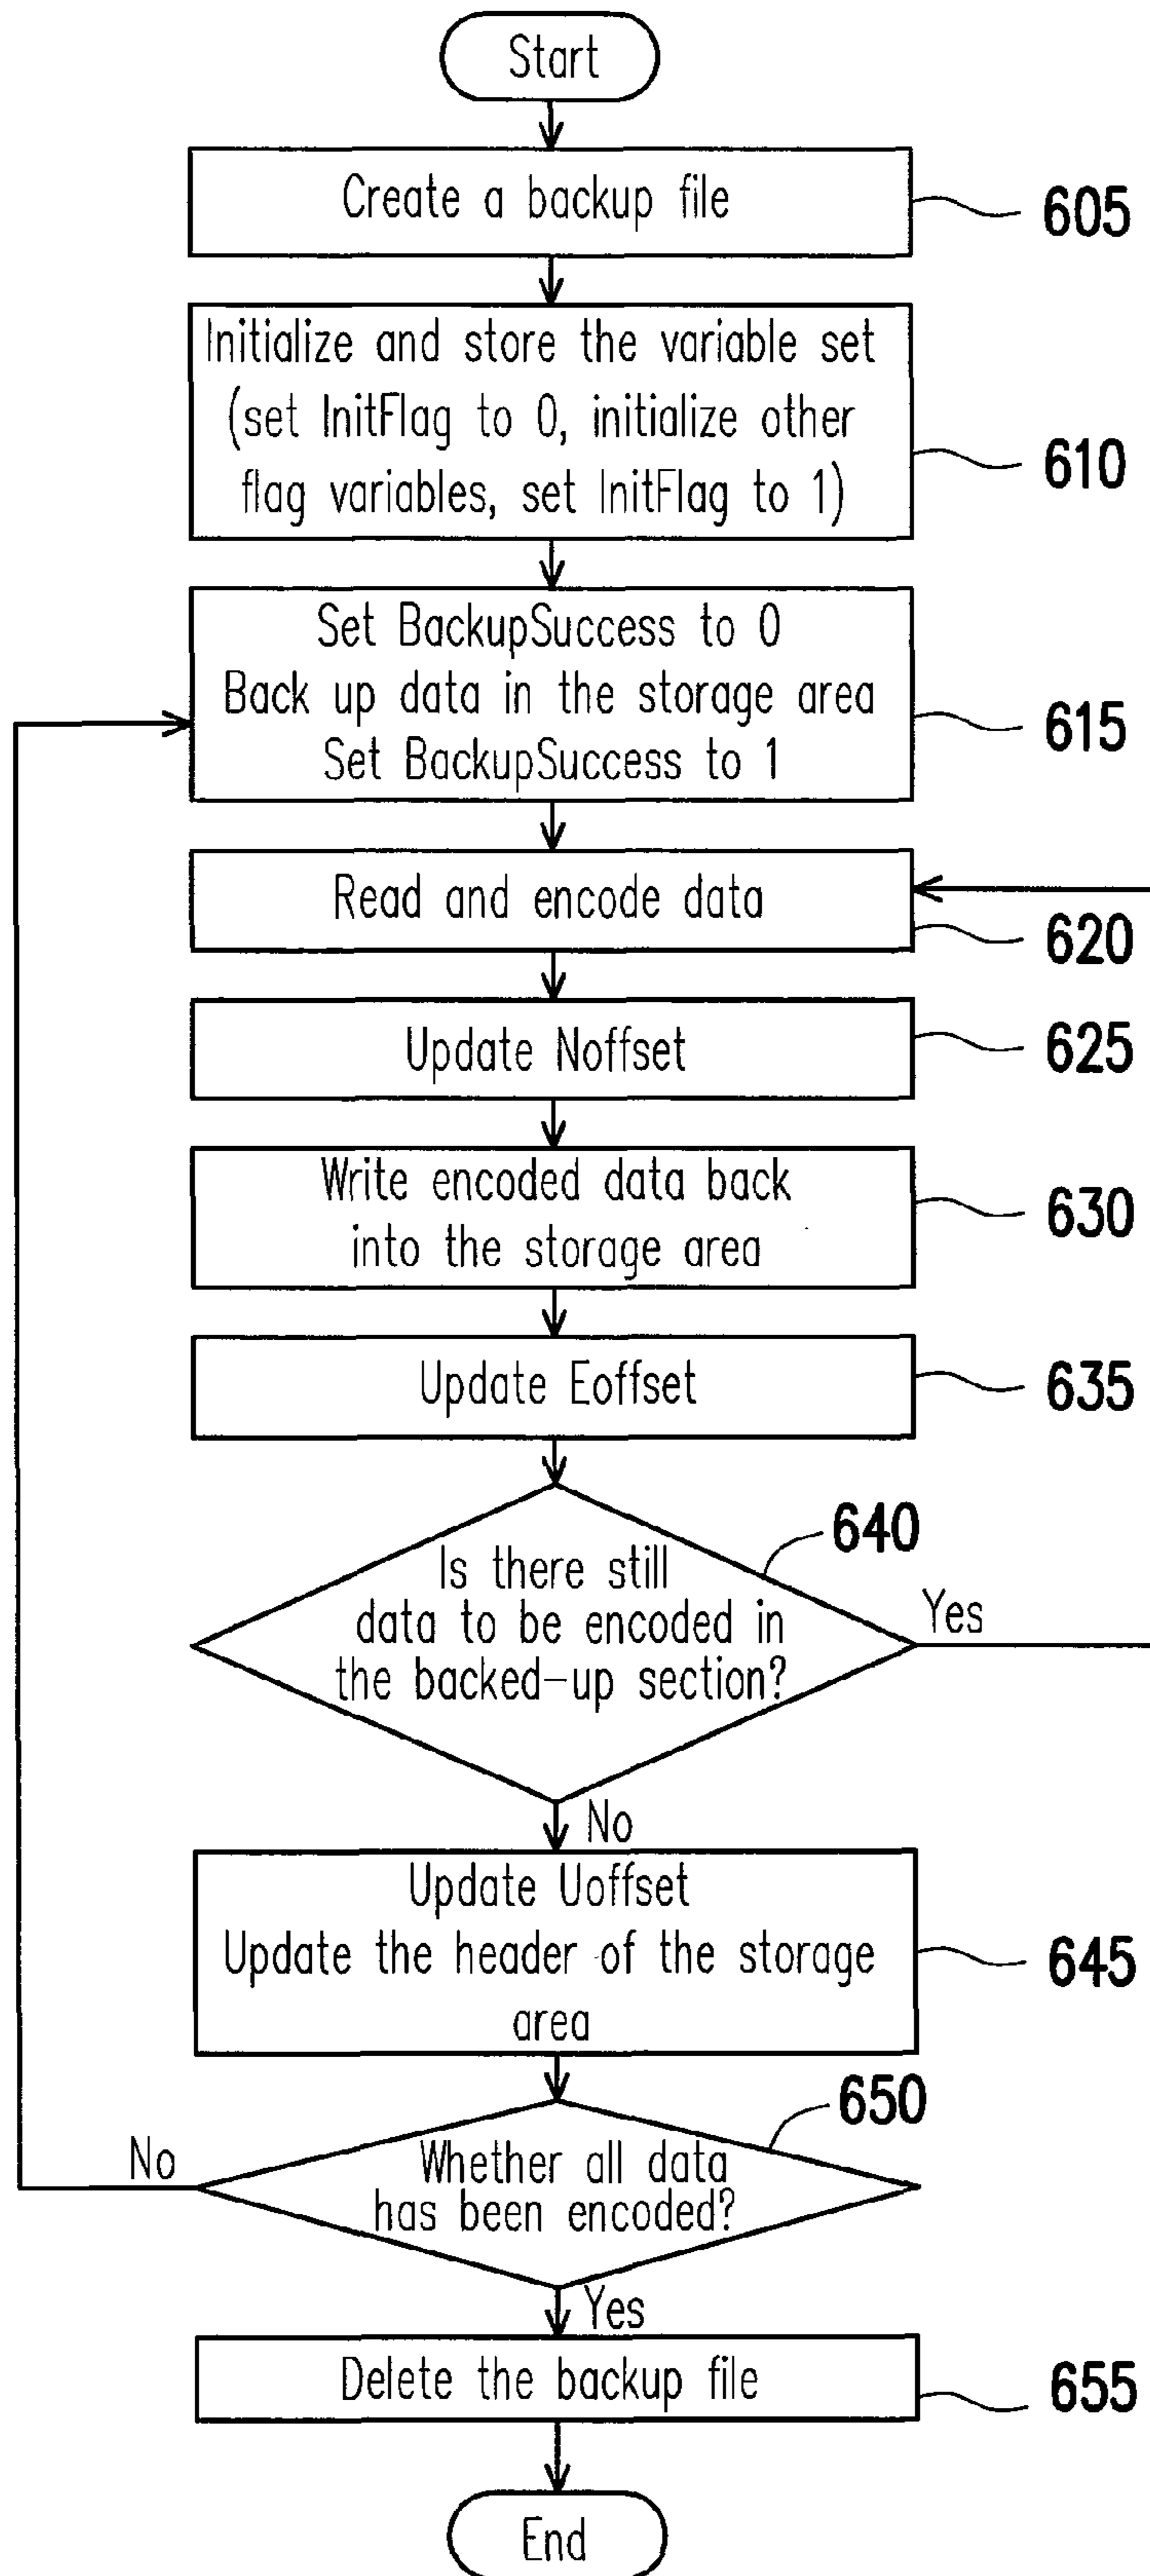 Start
Create a backup file
605
Initialize and store the variable set
(set InitFlag to 0, initialize other
flag variables, set InitFlag to 1)
610
Set BackupSuccess to 0
Back up data in the storage area
Set BackupSuccess to 1
615
Read and encode data
620
Update Noffset
625
Write encoded data back
into the storage area
630
Update Eoffset
635
640
Is there still
data to be encoded in
the backed-up section?
Yes
No
Update Uoffset
Update the header of the storage
area
645
650
Whether all data
has been encoded?
No
Yes
Delete the backup file
655
End